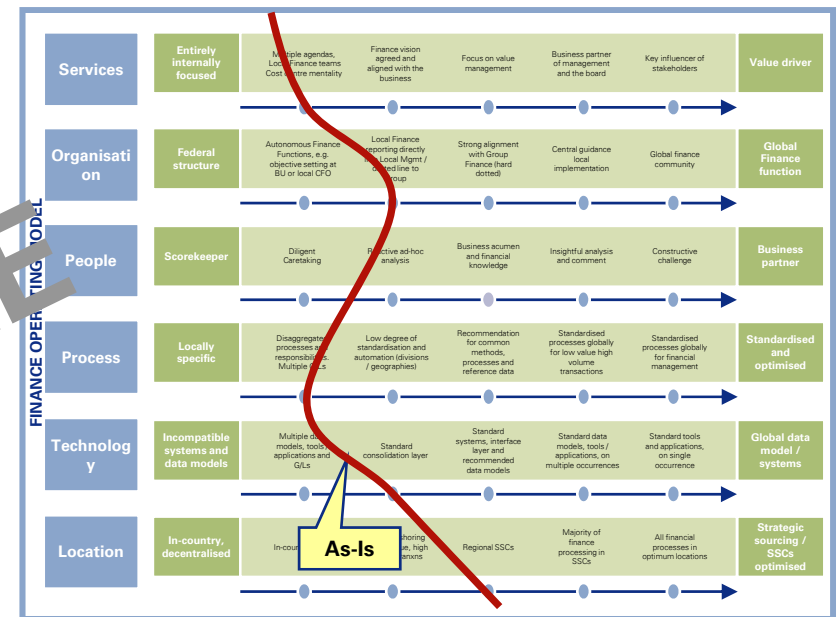 FINANCE OPERATING MODEL
Services
Entirely
internally
focused
Multiple agendas,
Local Finance teams
Cost Centre mentality
Finance vision
agreed and
aligned with the
business
Focus on value
management
Business partner
of management
and the board
Key influencer of
stakeholders
Value driver
Organisati
on
Federal
structure
Autonomous Finance
Functions, e.g.
objective setting at
BU or local CFO
Local Finance
reporting directly
Local Mgmt /
dotted line to
Group
Strong alignment
with Group
Finance (hard
dotted)
Central guidance
local
implementation
Global finance
community
Global
Finance
function
People
Scorekeeper
Diligent
Caretaking
Reactive ad-hoc
analysis
Business acumen
and financial
knowledge
Insightful analysis
and comment
Constructive
challenge
Business
partner
Process
Locally
specific
Disaggregated
processes and
responsibilities.
Multiple G/Ls
Low degree of
standardisation and
automation (divisions
/ geographies)
Recommendation
for common
methods,
processes and
reference data
Standardised
processes globally
for low value high
volume
transactions
Standardised
processes globally
for financial
management
Standardised
and
optimised
Technolog
y
Incompatible
systems and
data models
Multiple data
models, tools,
applications and
G/Ls
Standard
consolidation layer
Standard
systems, interface
layer and
recommended
data models
Standard data
models, tools /
applications, on
multiple occurrences
Standard tools
and applications,
on single
occurrence
Global data
model /
systems
Location
In-country,
decentralised
As-Is
Regional SSCs
Majority of
finance
processing in
SSCs
All financial
processes in
optimum locations
Strategic
sourcing /
SSCs
optimised